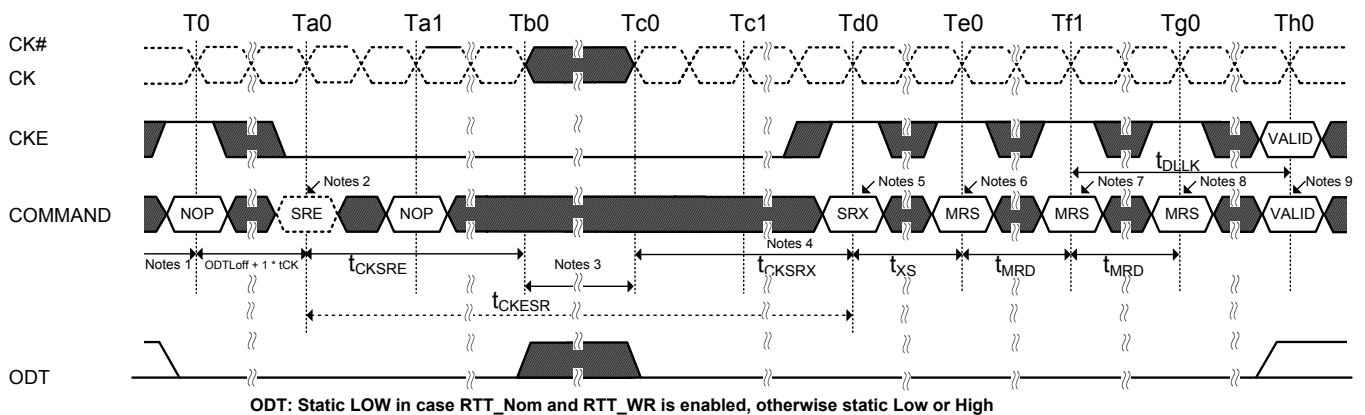 T0 Ta0 Ta1 Tb0 Tc0 Tc1 Td0 Te0 Tf1 Tg0 Th0
CK#
CK
CKE
VALID
tDLLK
Notes 2 Notes 5 Notes 6 Notes 7 Notes 8 Notes 9
COMMAND NOP SRE NOP SRX MRS MRS MRS VALID
Notes 1 ODTLoff + 1 * tCK tCKSRE Notes 3 Notes 4 tCKSRX tXS tMRD tMRD
tCKESR
ODT
ODT: Static LOW in case RTT_Nom and RTT_WR is enabled, otherwise static Low or High